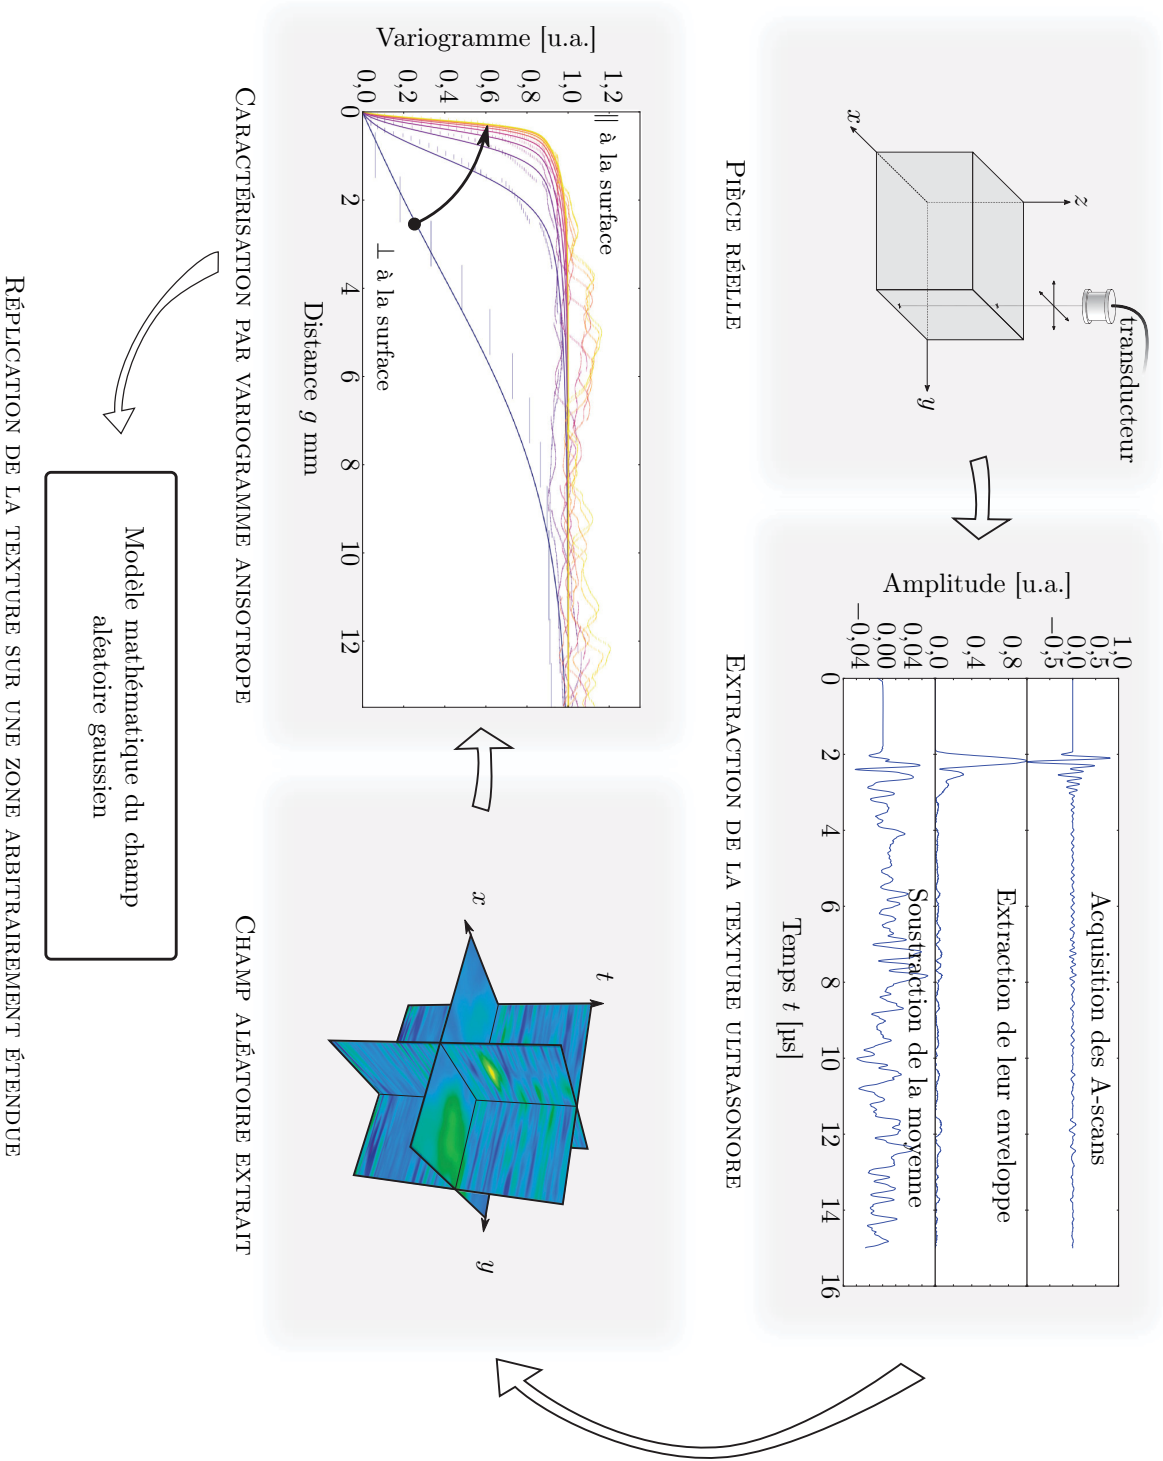 transducteur
z
x
y
PIÈCE RÉELLE
Amplitude [u.a.]
1,0
0,5
0,0
−0,5
Acquisition des A-scans
0,8
0,4
0,0
Extraction de leur enveloppe
0,04
0,00
−0,04
Soustraction de la moyenne
0 2 4 6 8 10 12 14 16
Temps t [µs]
EXTRACTION DE LA TEXTURE ULTRASONORE
Variogramme [u.a.]
1,2
1,0
0,8
0,6
0,4
0,2
0,0
∥ à la surface
⊥ à la surface
0 2 4 6 8 10 12
Distance g mm
CARACTÉRISATION PAR VARIOGRAMME ANISOTROPE
t
x
y
CHAMP ALÉATOIRE EXTRAIT
Modèle mathématique du champ
aléatoire gaussien
RÉPLICATION DE LA TEXTURE SUR UNE ZONE ARBITRAIREMENT ÉTENDUE